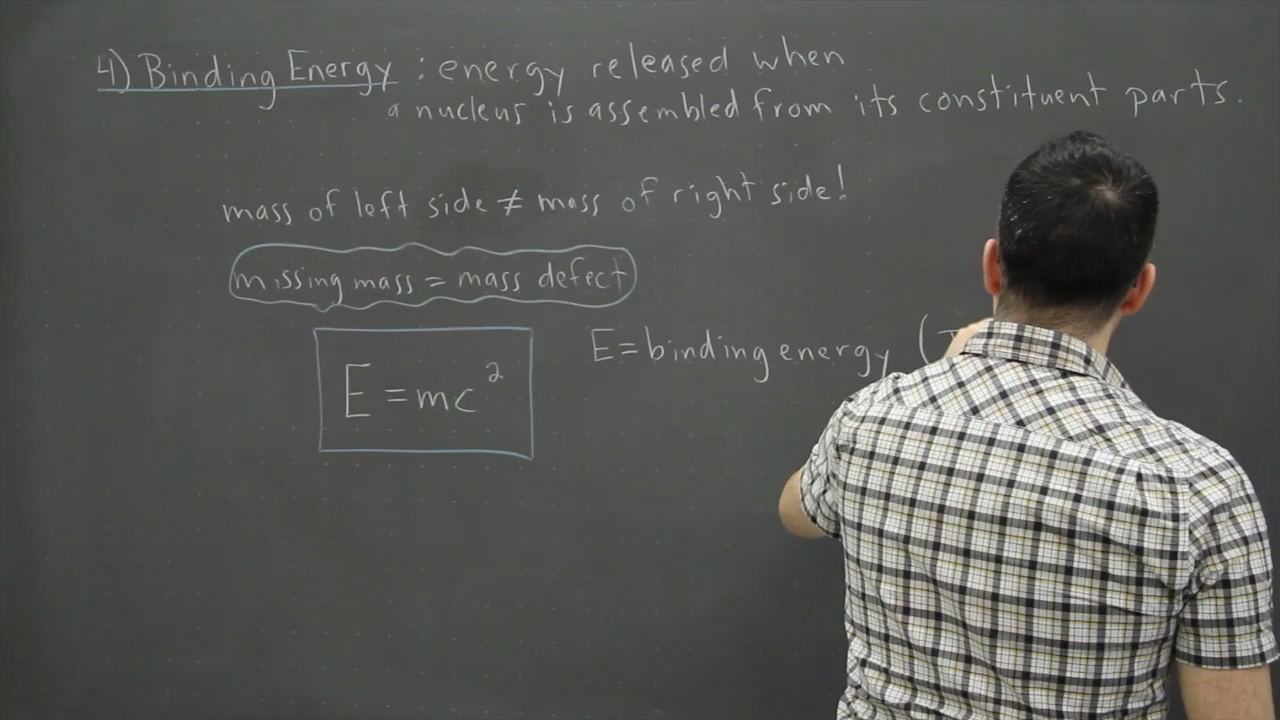 4) Binding Energy : energy released when
a nucleus is assembled from its constituent parts.
mass of left side ≠ mass of right side!
missing mass = mass defect
E = mc²
E = binding energy (